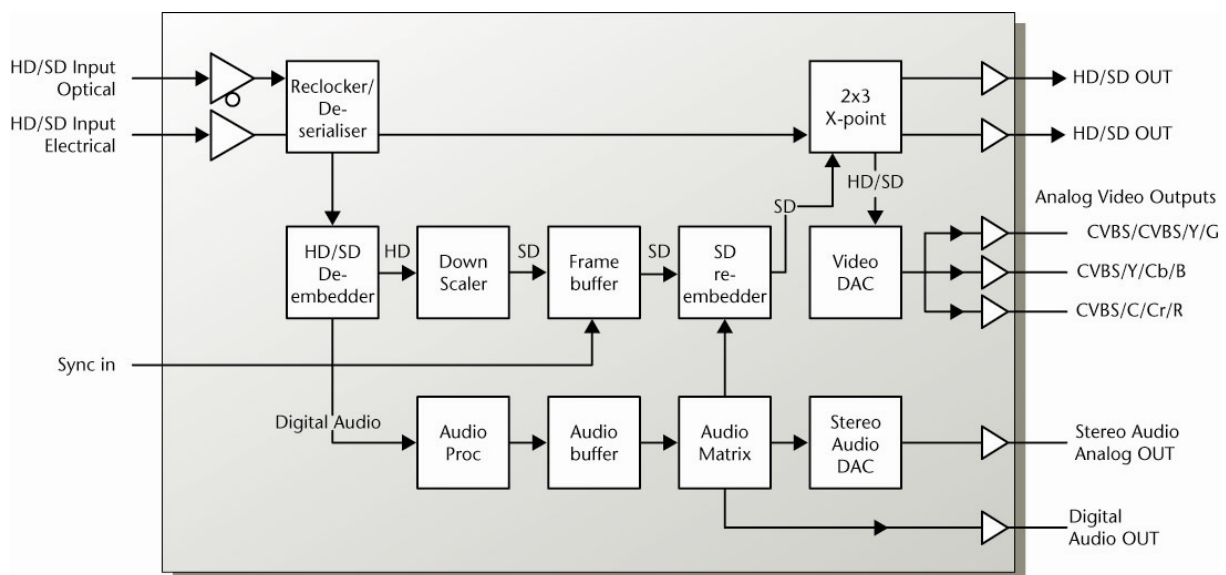 HD/SD Input
Optical
HD/SD Input
Electrical
Reclocker/
De-
serialiser
2x3
X-point
HD/SD OUT
HD/SD OUT
HD/SD
SD
Analog Video Outputs
HD/SD
De-
embedder
HD
Down
Scaler
SD
Frame
buffer
SD
SD
re-
embedder
Video
DAC
CVBS/CVBS/Y/G
CVBS/Y/Cb/B
CVBS/C/Cr/R
Sync in
Digital Audio
Audio
Proc
Audio
buffer
Audio
Matrix
Stereo
Audio
DAC
Stereo Audio
Analog OUT
Digital
Audio OUT